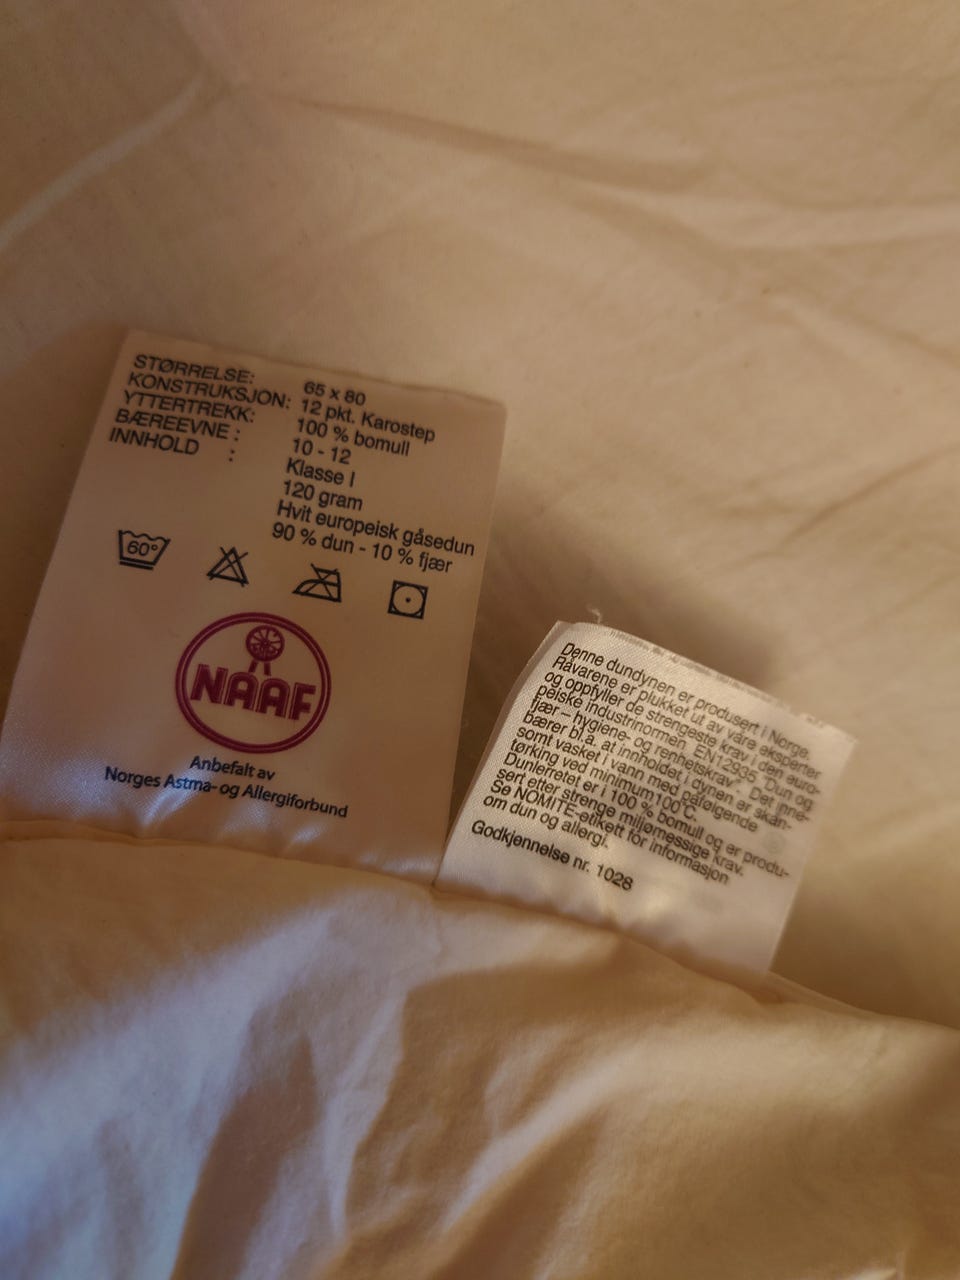 STØRRELSE: 65 x 80
KONSTRUKSJON: 12 pkt. Karostep
YTTERTREKK: 100 % bomull
BÆREEVNE : 10 - 12
INNHOLD : Klasse I
120 gram
Hvit europeisk gåsedun
90 % dun - 10 % fjær
60°
NAAF
Anbefalt av
Norges Astma- og Allergiforbund
Denne dundynen er produsert i Norge.
Råvarene er plukket ut av våre eksperter
og oppfyller de strengeste krav i den euro-
peiske industrinormen EN12935 "Dun og
fjær – hygiene- og renhetskrav". Det inne-
bærer bl.a. at innholdet i dynen er skån-
somt vasket i vann med påfølgende
tørking ved minimum100°C.
Dunlerretet er i 100 % bomull og er produ-
sert etter strenge miljømessige krav.
Se NOMITE-etikett for informasjon
om dun og allergi.
Godkjennelse nr. 1028